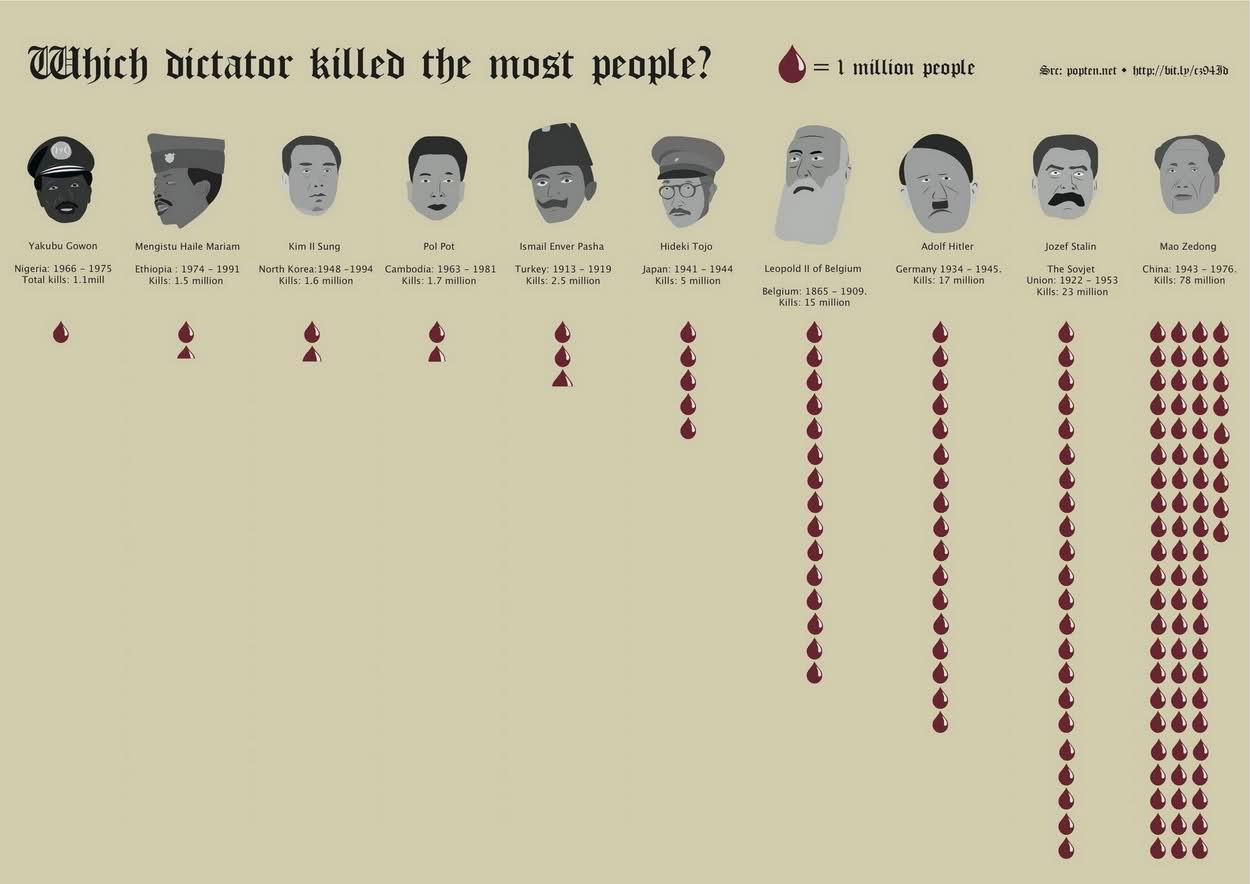 Which dictator killed the most people?
= 1 million people
Src: popten.net • http://bit.ly/cz94Jd
Yakubu Gowon
Nigeria: 1966 - 1975
Total kills: 1.1mill
Mengistu Haile Mariam
Ethiopia : 1974 - 1991
Kills: 1.5 million
Kim Il Sung
North Korea:1948 -1994
Kills: 1.6 million
Pol Pot
Cambodia: 1963 - 1981
Kills: 1.7 million
Ismail Enver Pasha
Turkey: 1913 - 1919
Kills: 2.5 million
Hideki Tojo
Japan: 1941 - 1944
Kills: 5 million
Leopold II of Belgium
Belgium: 1865 - 1909.
Kills: 15 million
Adolf Hitler
Germany 1934 - 1945.
Kills: 17 million
Jozef Stalin
The Sovjet
Union: 1922 - 1953
Kills: 23 million
Mao Zedong
China: 1943 - 1976.
Kills: 78 million